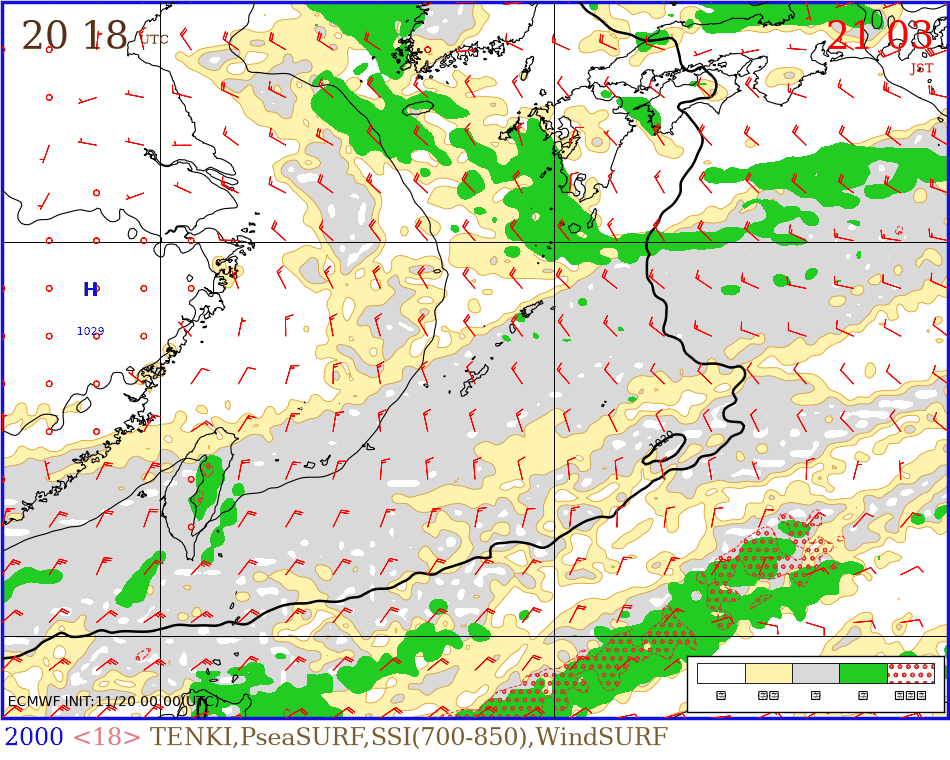 20 18 UTC
21 03
JST
H
1029
1020
ECMWF INIT:11/20 00:00(UTC)
2000 <18> TENKI,PseaSURF,SSI(700-850),WindSURF